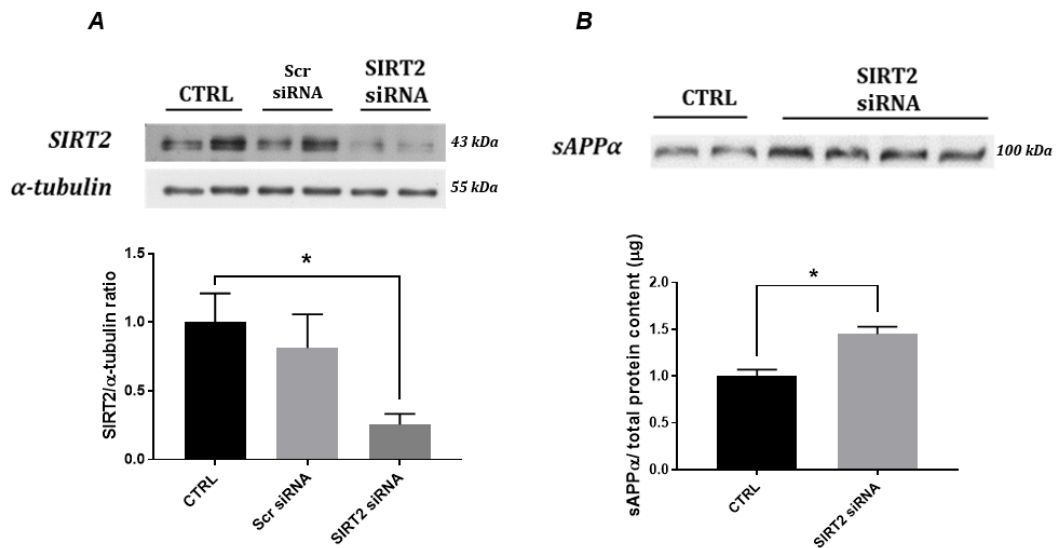 A
CTRL
Scr
siRNA
SIRT2
siRNA
SIRT2
43 kDa
α-tubulin
55 kDa
SIRT2/α-tubulin ratio
1.5
1.0
0.5
0.0
*
CTRL
Scr siRNA
SIRT2 siRNA
B
CTRL
SIRT2
siRNA
sAPPα
100 kDa
sAPPα/ total protein content (µg)
2.0
1.5
1.0
0.5
0.0
*
CTRL
SIRT2 siRNA